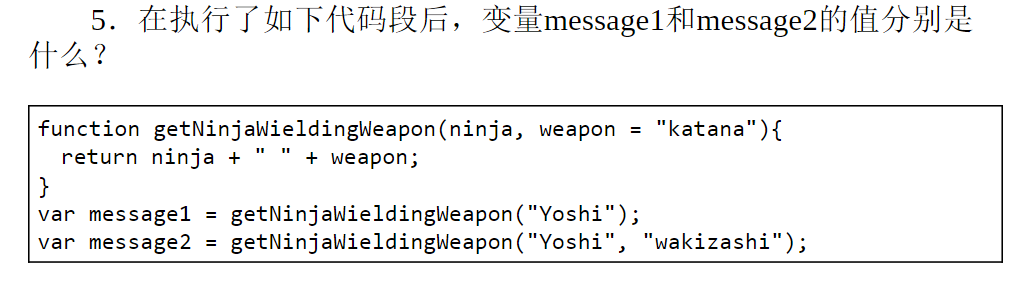 5．在执行了如下代码段后，变量message1和message2的值分别是
什么？
function getNinjaWieldingWeapon(ninja, weapon = "katana"){
  return ninja + " " + weapon;
}
var message1 = getNinjaWieldingWeapon("Yoshi");
var message2 = getNinjaWieldingWeapon("Yoshi", "wakizashi");